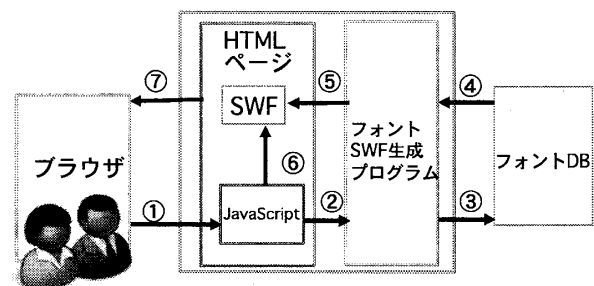 HTML
ページ
⑦
SWF
⑤
④
ブラウザ
フォント
SWF生成
プログラム
フォントDB
⑥
①
JavaScript
②
③